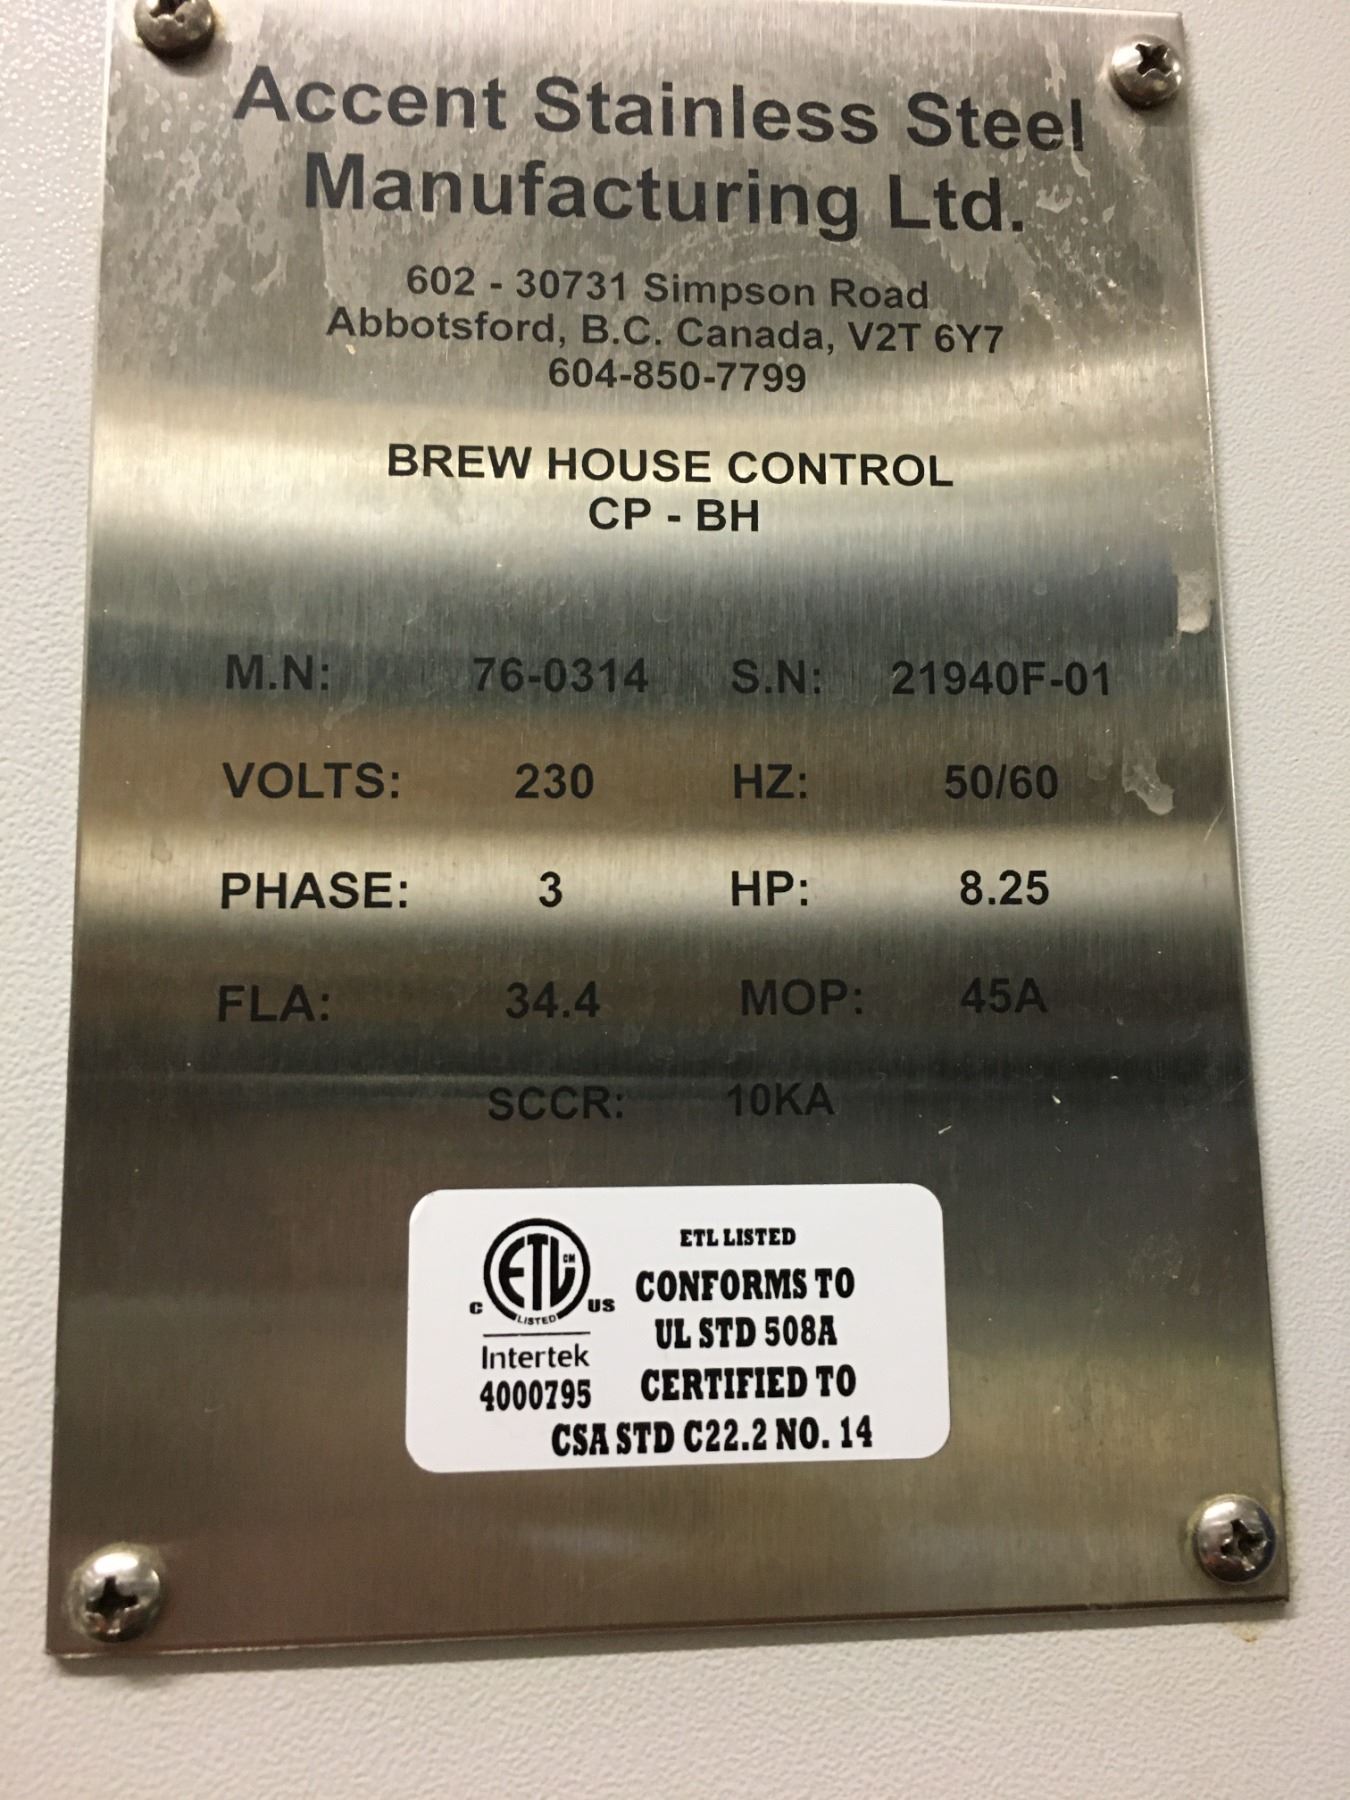 Accent Stainless Steel
Manufacturing Ltd.
602 - 30731 Simpson Road
Abbotsford, B.C. Canada, V2T 6Y7
604-850-7799
BREW HOUSE CONTROL
CP - BH
M.N: 76-0314 S.N: 21940F-01
VOLTS: 230 HZ: 50/60
PHASE: 3 HP: 8.25
FLA: 34.4 MOP: 45A
SCCR: 10KA
ETL CM
C LISTED US
Intertek
4000795
ETL LISTED
CONFORMS TO
UL STD 508A
CERTIFIED TO
CSA STD C22.2 NO. 14